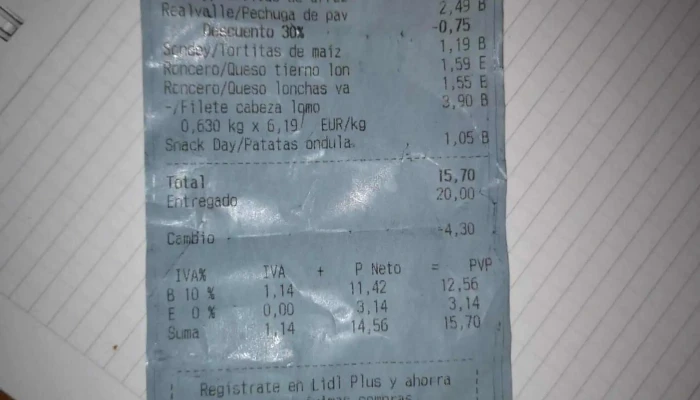 Realvalle/Pechuga de pav 2,49 B
Descuento 30% -0,75
Sonday/Tortitas de maiz 1,19 B
Roncero/Queso tierno lon 1,59 E
Roncero/Queso lonchas va 1,55 E
-/Filete cabeza lomo 3,90 B
0,630 kg x 6,19 EUR/kg
Snack Day/Patatas ondula 1,05 B
Total 15,70
Entregado 20,00
Cambio -4,30
IVA% IVA + P Neto = PVP
B 10 % 1,14 11,42 12,56
E 0 % 0,00 3,14 3,14
Suma 1,14 14,56 15,70
Regístrate en Lidl Plus y ahorra
compras